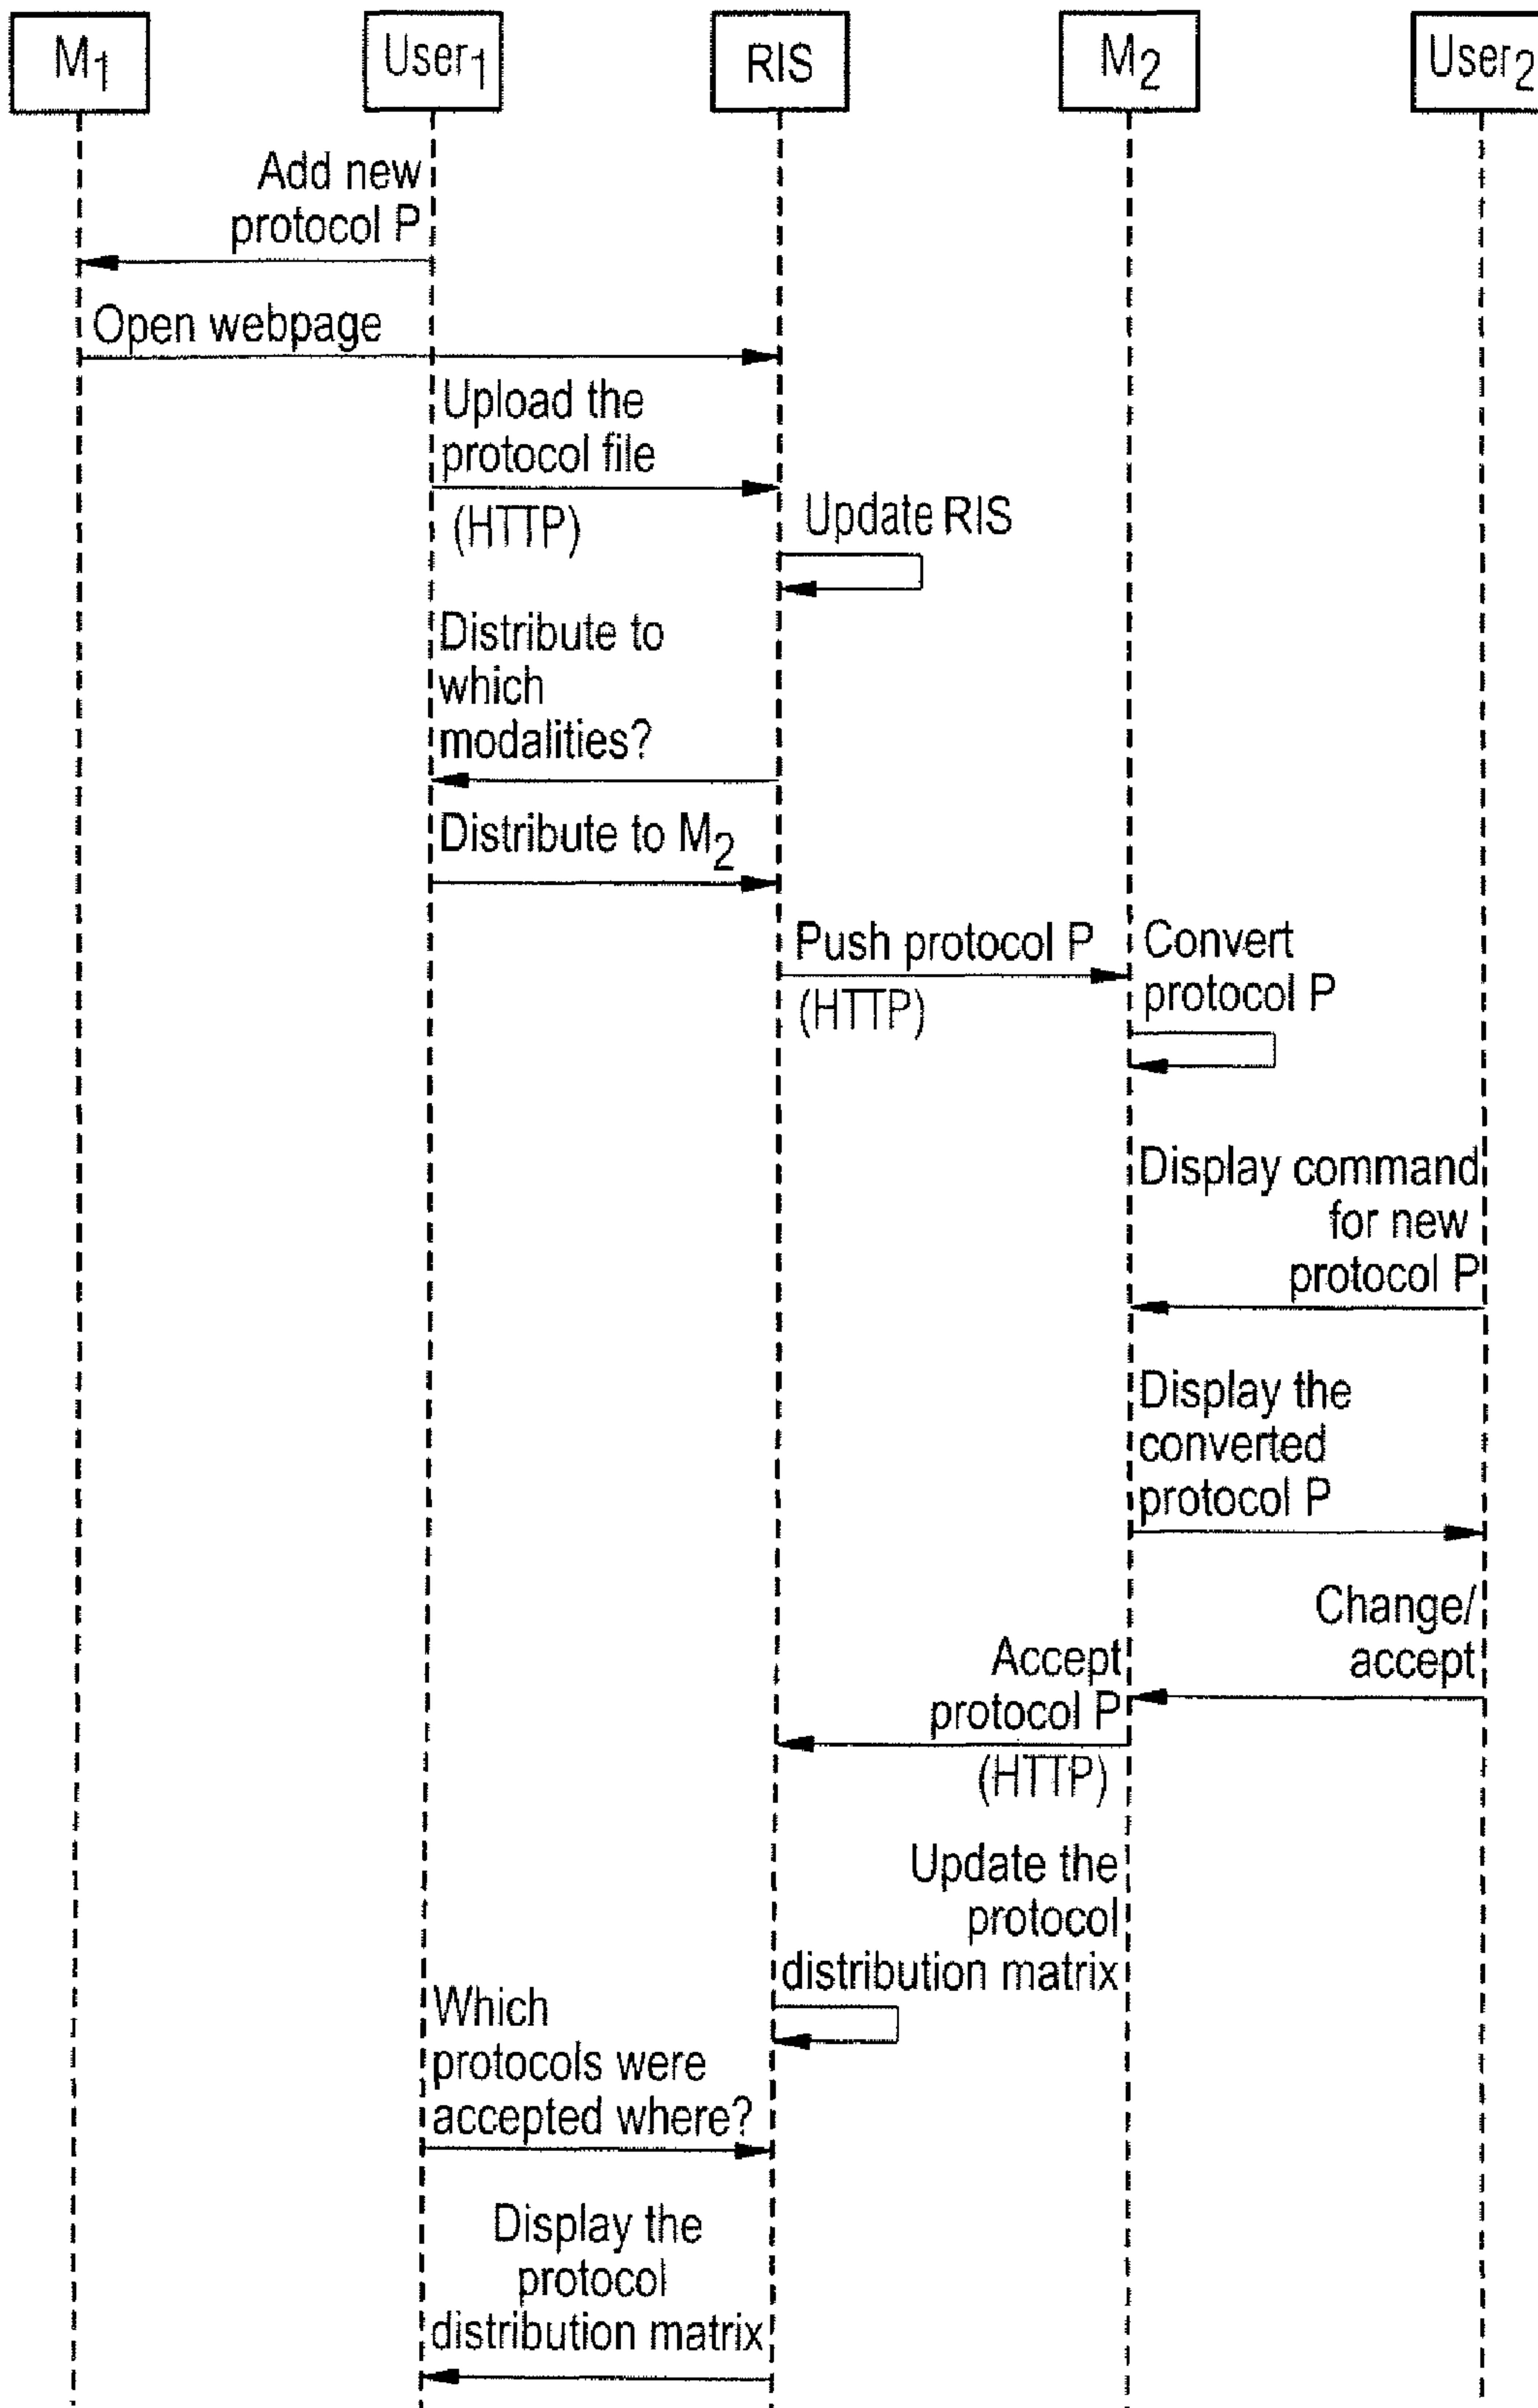 M1
User1
RIS
M2
User2
Add new
protocol P
Open webpage
Upload the
protocol file
(HTTP)
Update RIS
Distribute to
which
modalities?
Distribute to M2
Push protocol P
(HTTP)
Convert
protocol P
Display command
for new
protocol P
Display the
converted
protocol P
Change/
accept
Accept
protocol P
(HTTP)
Update the
protocol
distribution matrix
Which
protocols were
accepted where?
Display the
protocol
distribution matrix